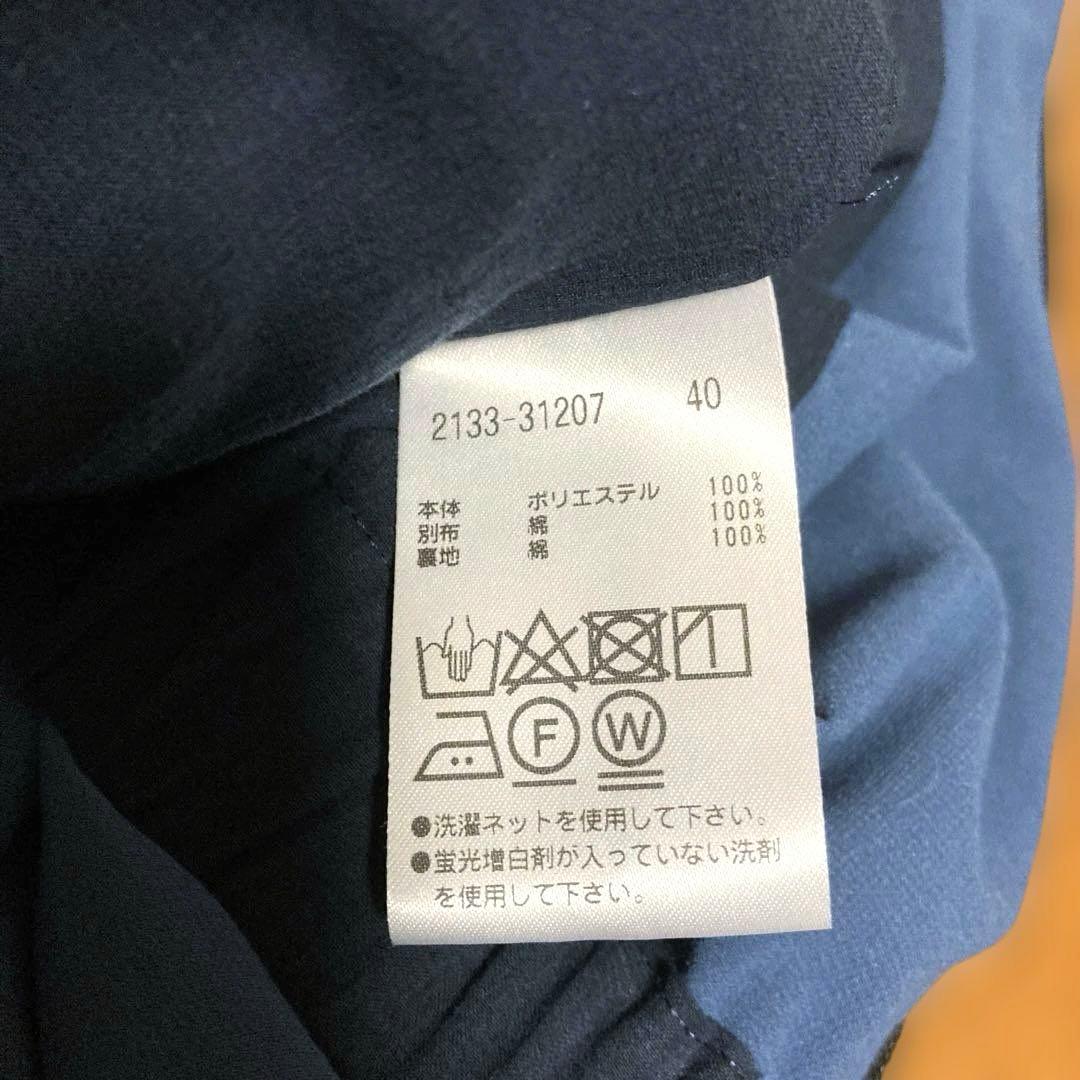 2133-31207 40
本体 ポリエステル 100%
別布 綿 100%
裏地 綿 100%
F W
●洗濯ネットを使用して下さい。
●蛍光増白剤が入っていない洗剤
を使用して下さい。